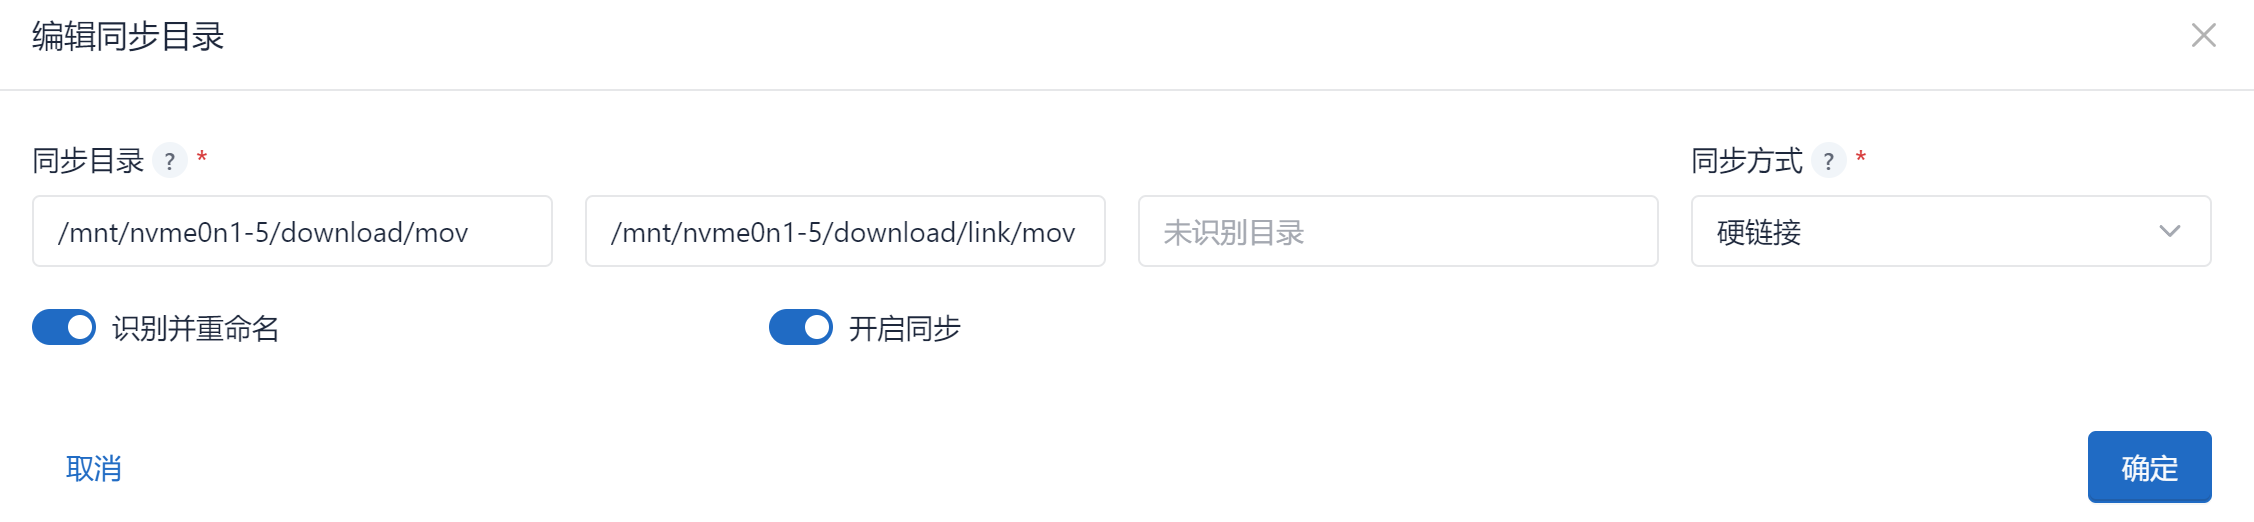 编辑同步目录
同步目录 ? *
同步方式 ? *
/mnt/nvme0n1-5/download/mov
/mnt/nvme0n1-5/download/link/mov
未识别目录
硬链接
识别并重命名
开启同步
取消
确定